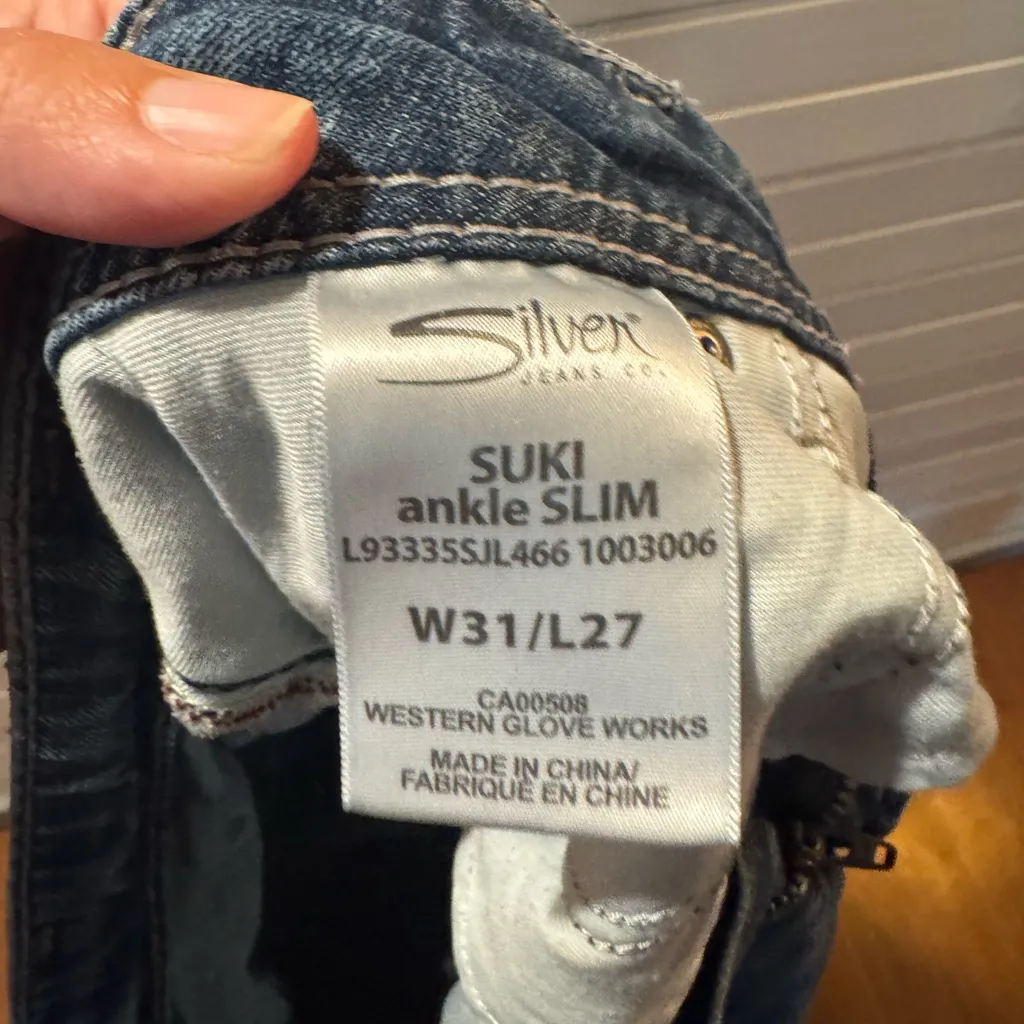 Silver
JEANS CO.
SUKI
ankle SLIM
L93335SJL466 1003006
W31/L27
CA00508
WESTERN GLOVE WORKS
MADE IN CHINA/
FABRIQUE EN CHINE